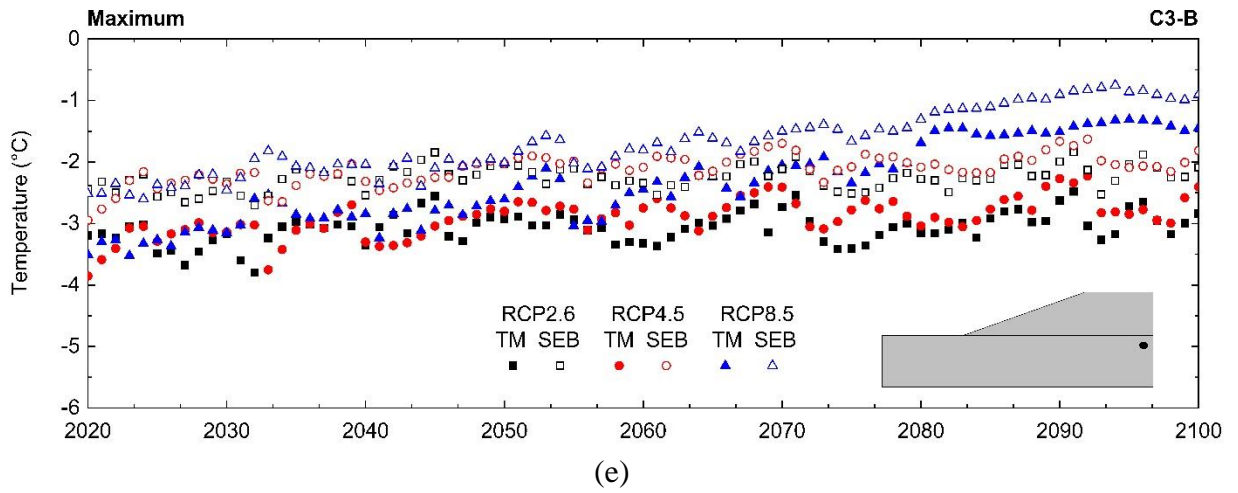 Maximum C3-B
0
-1
-2
-3
-4
-5
-6
Temperature (°C)
RCP2.6 RCP4.5 RCP8.5
TM SEB TM SEB TM SEB
2020 2030 2040 2050 2060 2070 2080 2090 2100
(e)